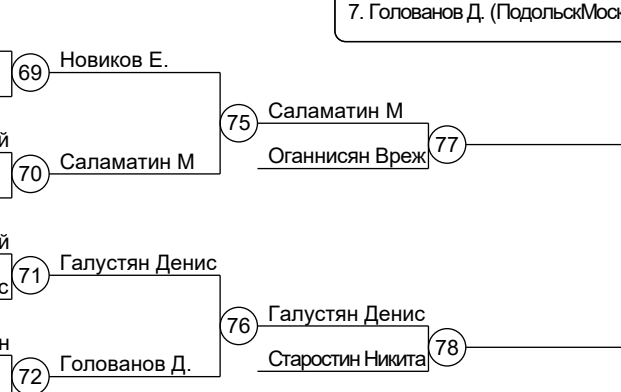 7. Голованов Д. (ПодольскМоск
69 Новиков Е.
75 Саламатин М
77
й
70 Саламатин М
Оганнисян Вреж
й
с 71 Галустян Денис
76 Галустян Денис
78
Старостин Никита
н
72 Голованов Д.